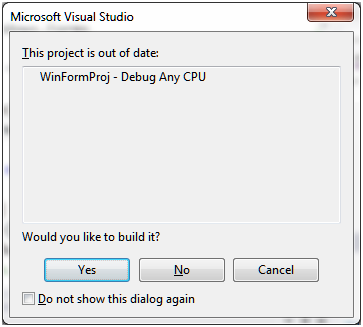 Microsoft Visual Studio
This project is out of date:
WinFormProj - Debug Any CPU
Would you like to build it?
Yes
No
Cancel
Do not show this dialog again